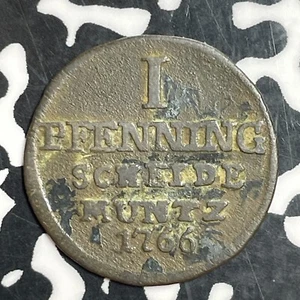 I
PFENNING
SCHEIDE
MUNTZ
1766